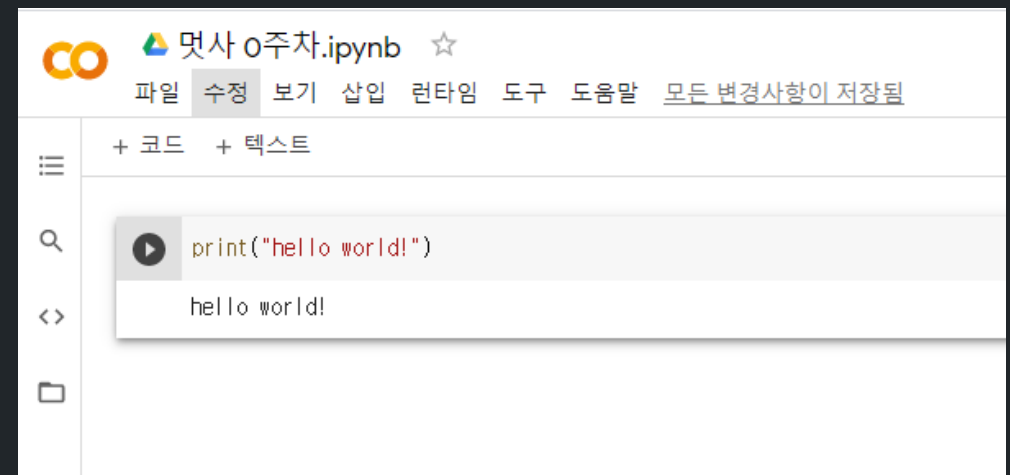 멋사 0주차.ipynb
파일 수정 보기 삽입 런타임 도구 도움말 모든 변경사항이 저장됨
+ 코드 + 텍스트
print("hello world!")
hello world!